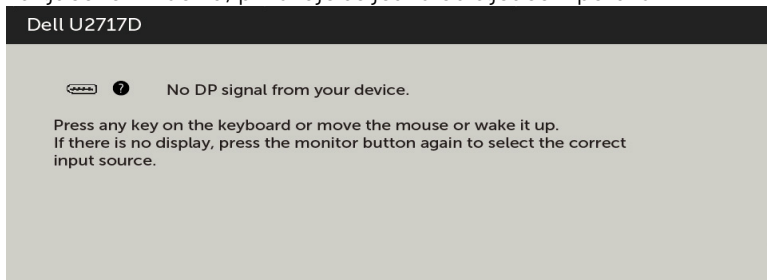 Dell U2717D
? No DP signal from your device.
Press any key on the keyboard or move the mouse or wake it up.
If there is no display, press the monitor button again to select the correct
input source.